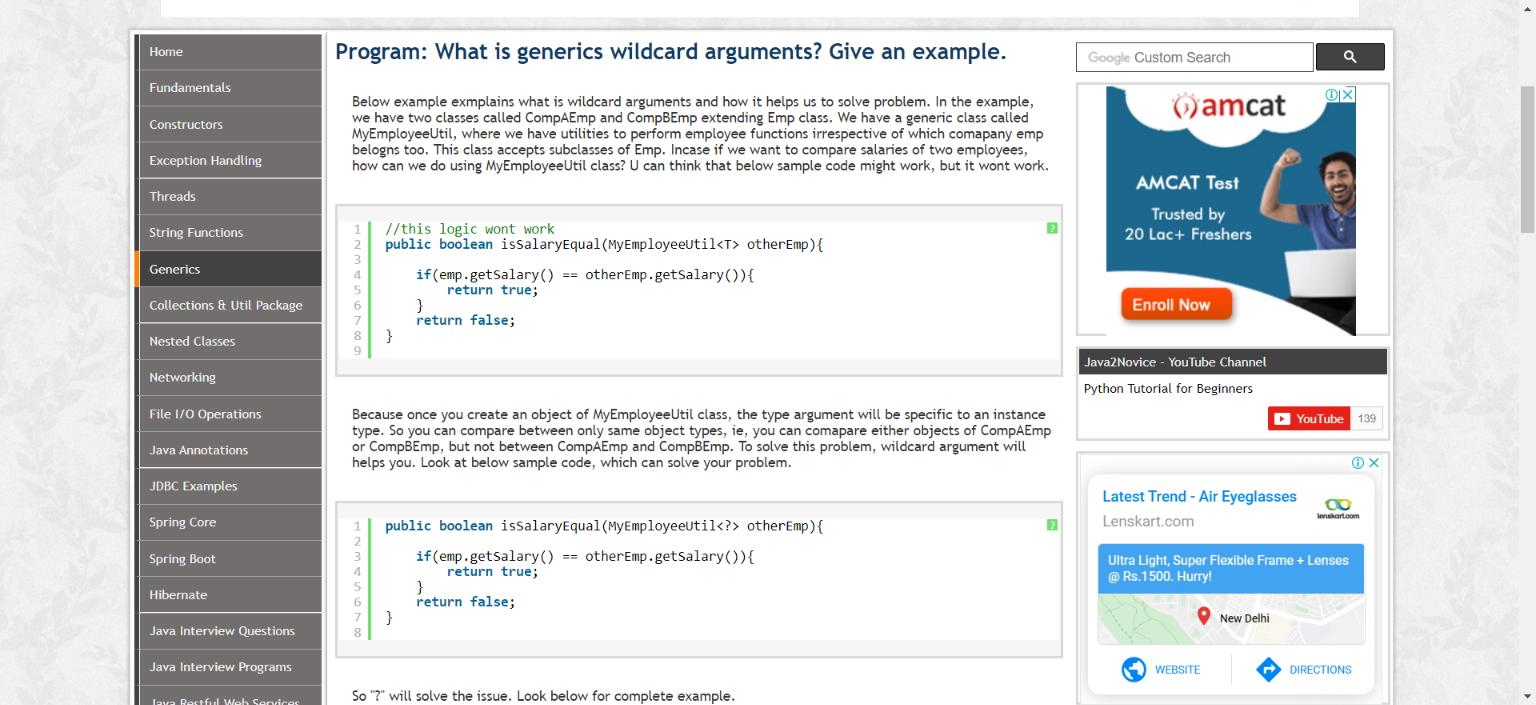 Home
Fundamentals
Constructors
Exception Handling
Threads
String Functions
Generics
Collections & Util Package
Nested Classes
Networking
File I/O Operations
Java Annotations
JDBC Examples
Spring Core
Spring Boot
Hibernate
Java Interview Questions
Java Interview Programs
Java Restful Web Services
Program: What is generics wildcard arguments? Give an example.
Below example exmplains what is wildcard arguments and how it helps us to solve problem. In the example,
we have two classes called CompAEmp and CompBEmp extending Emp class. We have a generic class called
MyEmployeeUtil, where we have utilities to perform employee functions irrespective of which comapany emp
belogns too. This class accepts subclasses of Emp. Incase if we want to compare salaries of two employees,
how can we do using MyEmployeeUtil class? U can think that below sample code might work, but it wont work.
?
1 //this logic wont work
2 public boolean isSalaryEqual(MyEmployeeUtil<T> otherEmp){
3
4     if(emp.getSalary() == otherEmp.getSalary()){
5         return true;
6     }
7     return false;
8 }
9
Because once you create an object of MyEmployeeUtil class, the type argument will be specific to an instance
type. So you can compare between only same object types, ie, you can comapare either objects of CompAEmp
or CompBEmp, but not between CompAEmp and CompBEmp. To solve this problem, wildcard argument will
helps you. Look at below sample code, which can solve your problem.
?
1 public boolean isSalaryEqual(MyEmployeeUtil<?> otherEmp){
2
3     if(emp.getSalary() == otherEmp.getSalary()){
4         return true;
5     }
6     return false;
7 }
8
So "?" will solve the issue. Look below for complete example.
Google Custom Search
amcat
AMCAT Test
Trusted by
20 Lac+ Freshers
Enroll Now
Java2Novice - YouTube Channel
Python Tutorial for Beginners
YouTube 139
Latest Trend - Air Eyeglasses
Lenskart.com
lenskart.com
Ultra Light, Super Flexible Frame + Lenses
@ Rs.1500. Hurry!
New Delhi
WEBSITE
DIRECTIONS